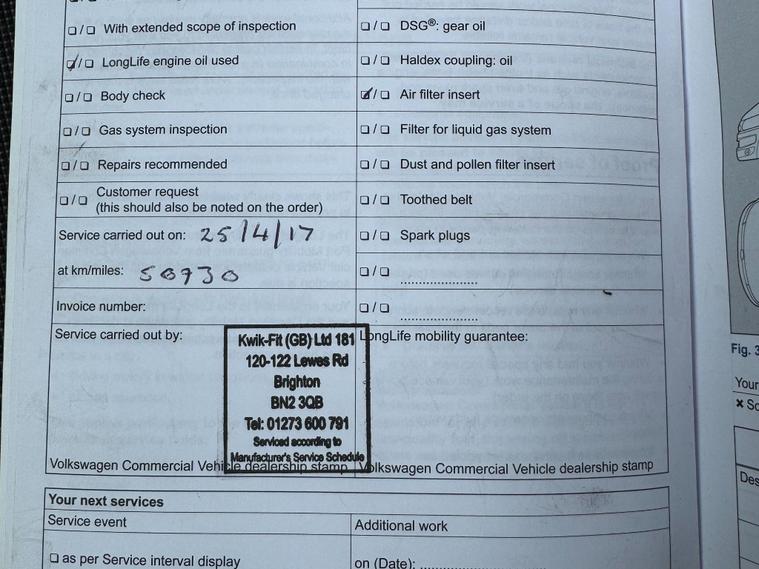 ❏ / ❏ With extended scope of inspection
❏ / ❏ DSG®: gear oil
❏ / ❏ LongLife engine oil used
❏ / ❏ Haldex coupling: oil
❏ / ❏ Body check
❏ / ❏ Air filter insert
❏ / ❏ Gas system inspection
❏ / ❏ Filter for liquid gas system
❏ / ❏ Repairs recommended
❏ / ❏ Dust and pollen filter insert
❏ / ❏ Customer request
(this should also be noted on the order)
❏ / ❏ Toothed belt
Service carried out on: 25/4/17
❏ / ❏ Spark plugs
at km/miles: 50730
❏ / ❏ ....................
Invoice number:
❏ / ❏ ....................
Service carried out by:
LongLife mobility guarantee:
Kwik-Fit (GB) Ltd 181
120-122 Lewes Rd
Brighton
BN2 3QB
Tel: 01273 600 791
Serviced according to
Manufacturer's Service Schedule
Volkswagen Commercial Vehicle dealership stamp
Volkswagen Commercial Vehicle dealership stamp
Your next services
Service event
Additional work
❏ as per Service interval display
on (Date): ....................
Fig. 3
Your